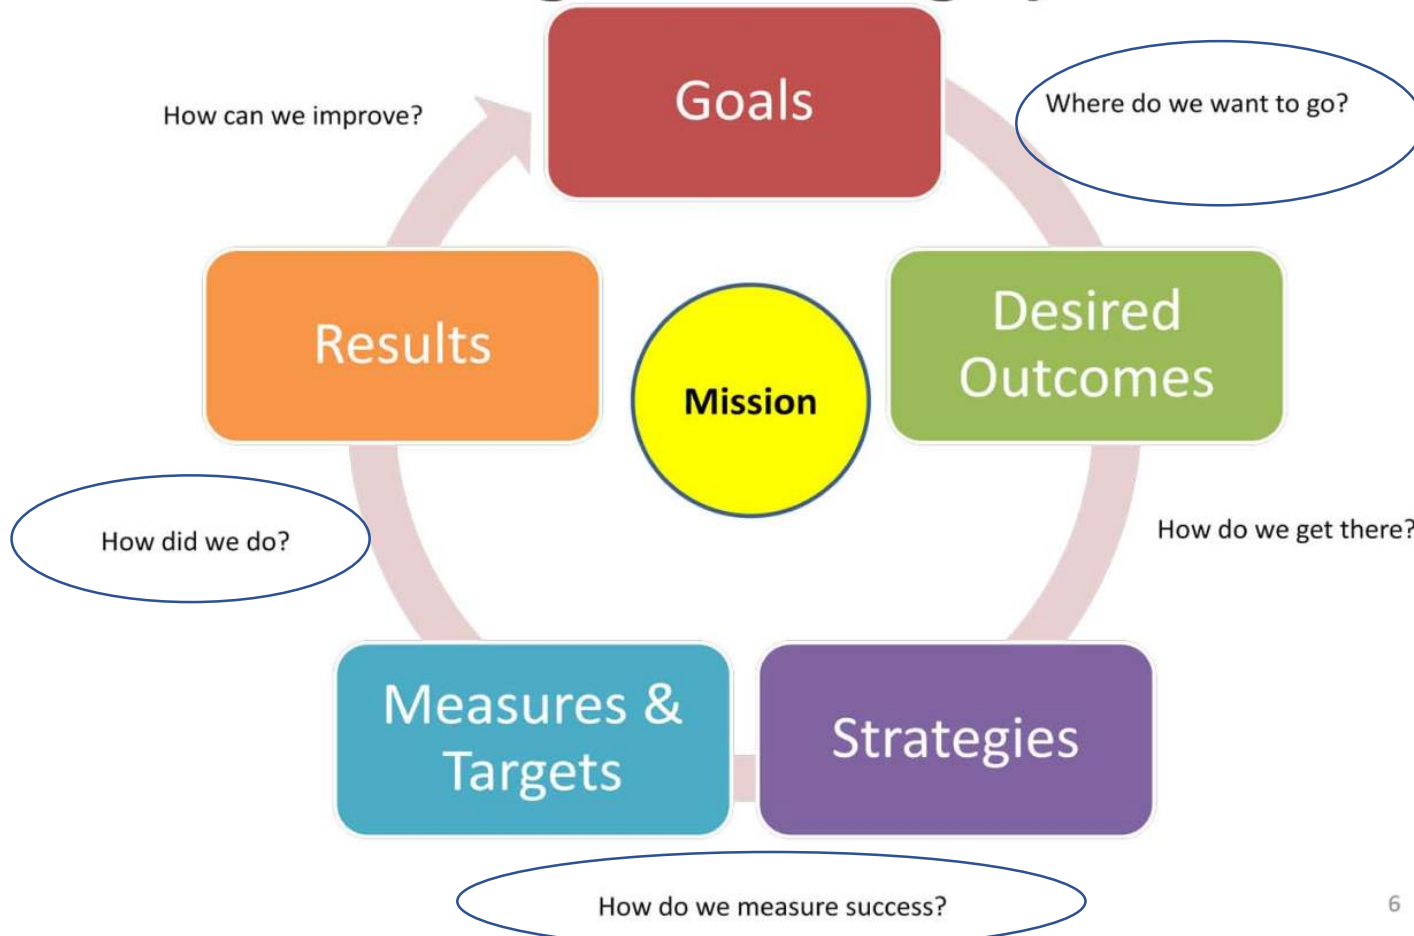 Goals
Where do we want to go?
How can we improve?
Desired
Outcomes
Results
Mission
How do we get there?
How did we do?
Strategies
Measures &
Targets
How do we measure success?
6